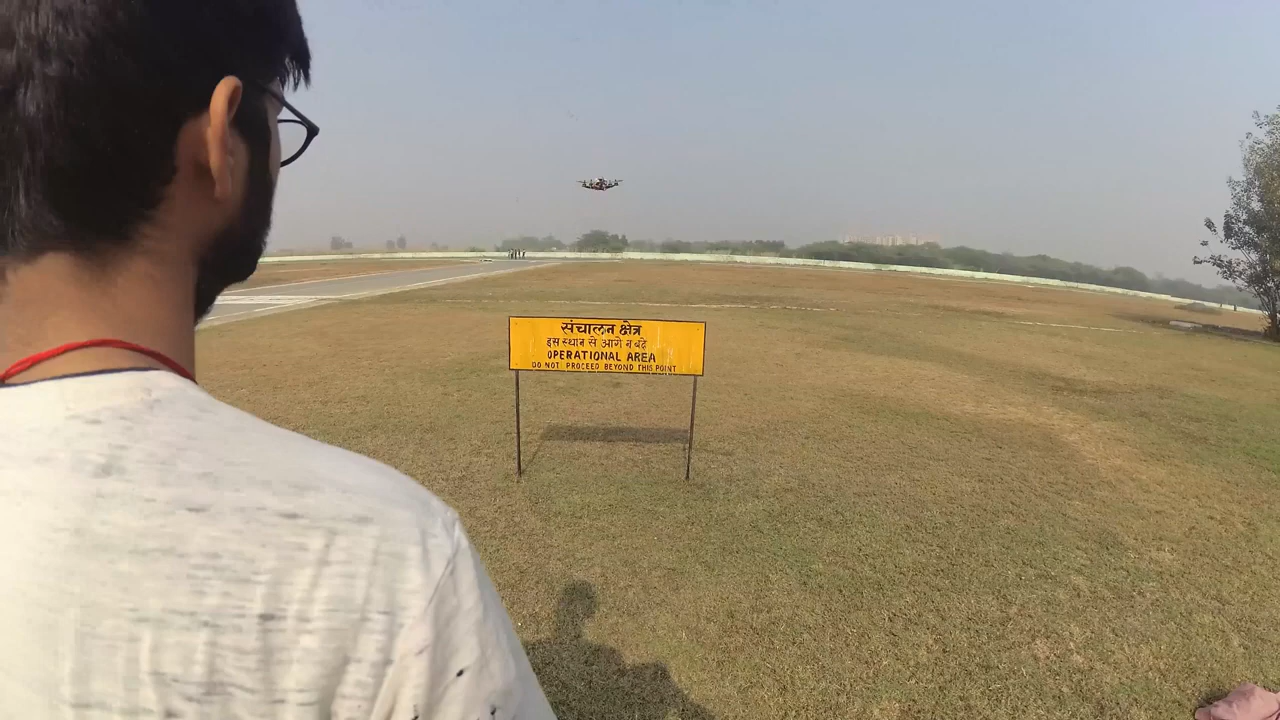 संचालन क्षेत्र
इस स्थान से आगे न बढ़े
OPERATIONAL AREA
DO NOT PROCEED BEYOND THIS POINT